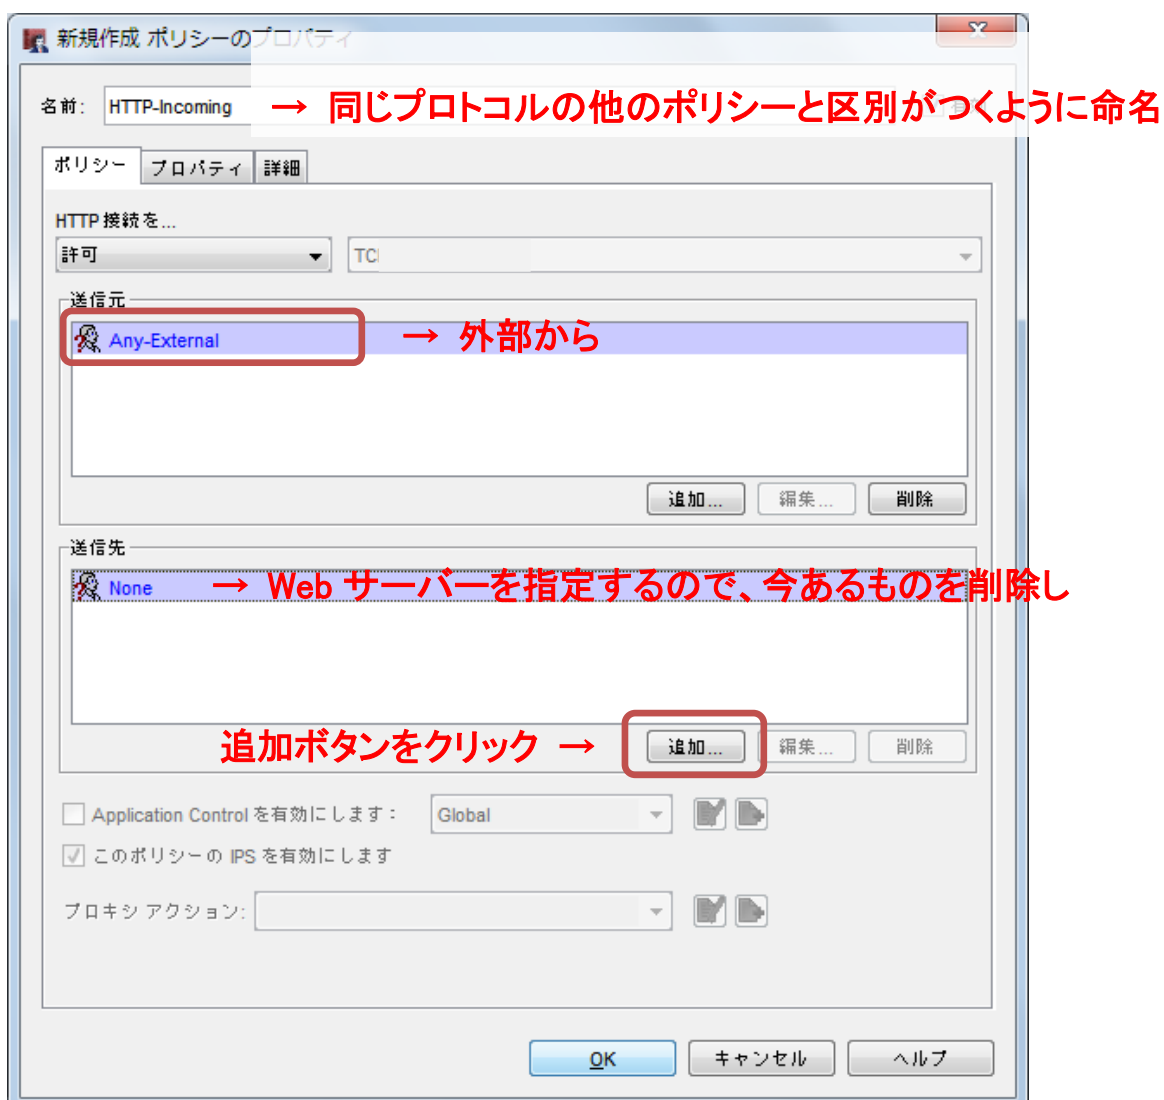 新規作成 ポリシーのプロパティ
名前: HTTP-Incoming → 同じプロトコルの他のポリシーと区別がつくように命名
ポリシー プロパティ 詳細
HTTP 接続を...
許可
送信元
Any-External → 外部から
追加... 編集... 削除
送信先
None → Web サーバーを指定するので、今あるものを削除し
追加ボタンをクリック → 追加... 編集... 削除
Application Control を有効にします: Global
このポリシーの IPS を有効にします
プロキシ アクション:
OK キャンセル ヘルプ